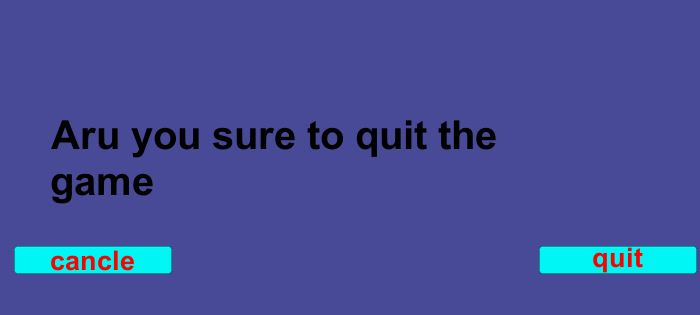 Aru you sure to quit the
game
cancle
quit